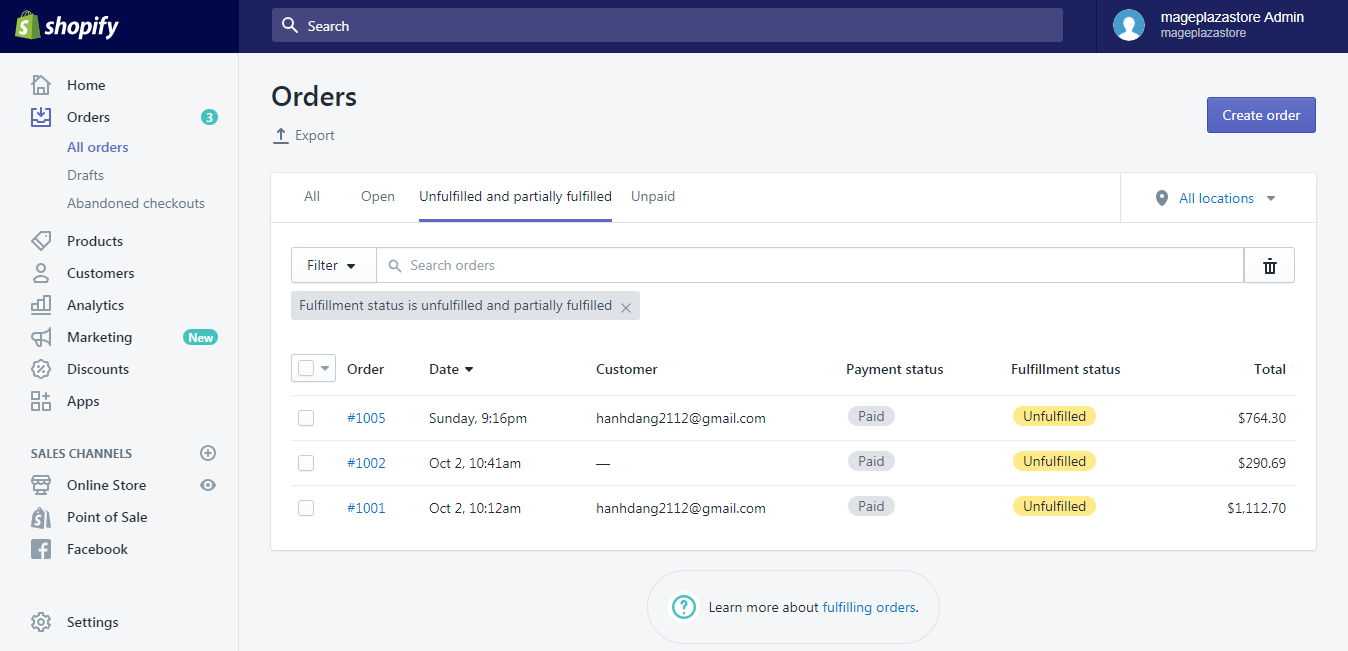 shopify
Search
mageplazastore Admin
mageplazastore
Home
Orders 3
All orders
Drafts
Abandoned checkouts
Products
Customers
Analytics
Marketing New
Discounts
Apps
SALES CHANNELS
Online Store
Point of Sale
Facebook
Settings
Orders
Export
Create order
All Open Unfulfilled and partially fulfilled Unpaid All locations
Filter Search orders
Fulfillment status is unfulfilled and partially fulfilled
Order Date Customer Payment status Fulfillment status Total
#1005 Sunday, 9:16pm hanhdang2112@gmail.com Paid Unfulfilled $764.30
#1002 Oct 2, 10:41am — Paid Unfulfilled $290.69
#1001 Oct 2, 10:12am hanhdang2112@gmail.com Paid Unfulfilled $1,112.70
? Learn more about fulfilling orders.